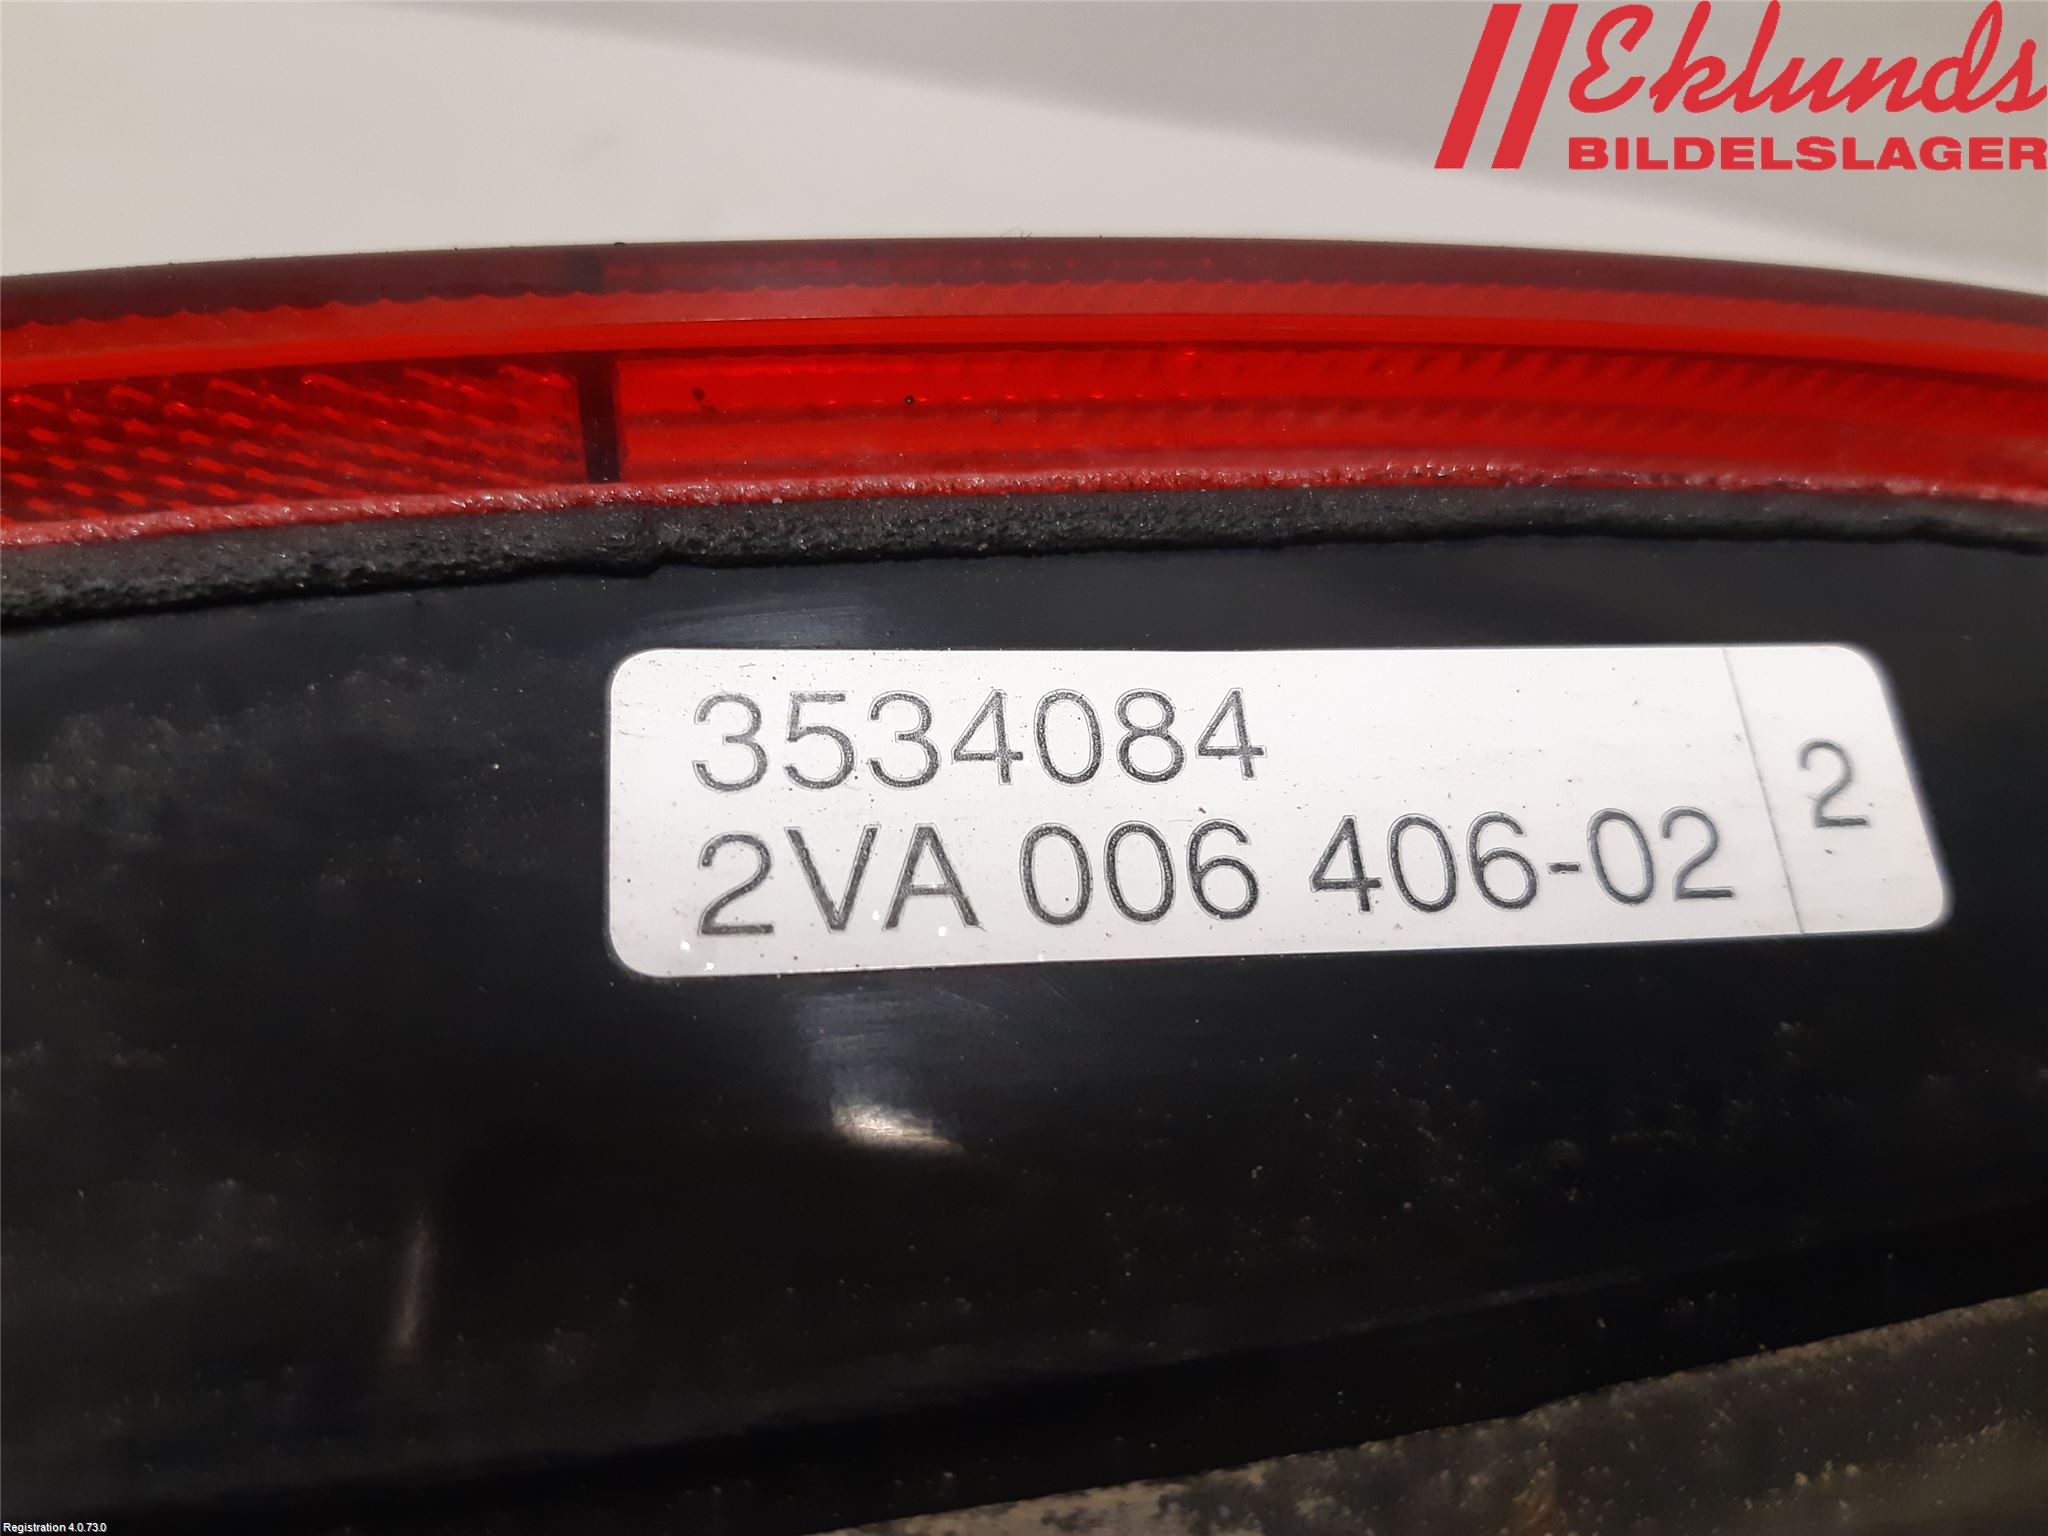 Eklunds
BILDELSLAGER
3534084
2VA 006 406-02
2
Registration 4.0.73.0